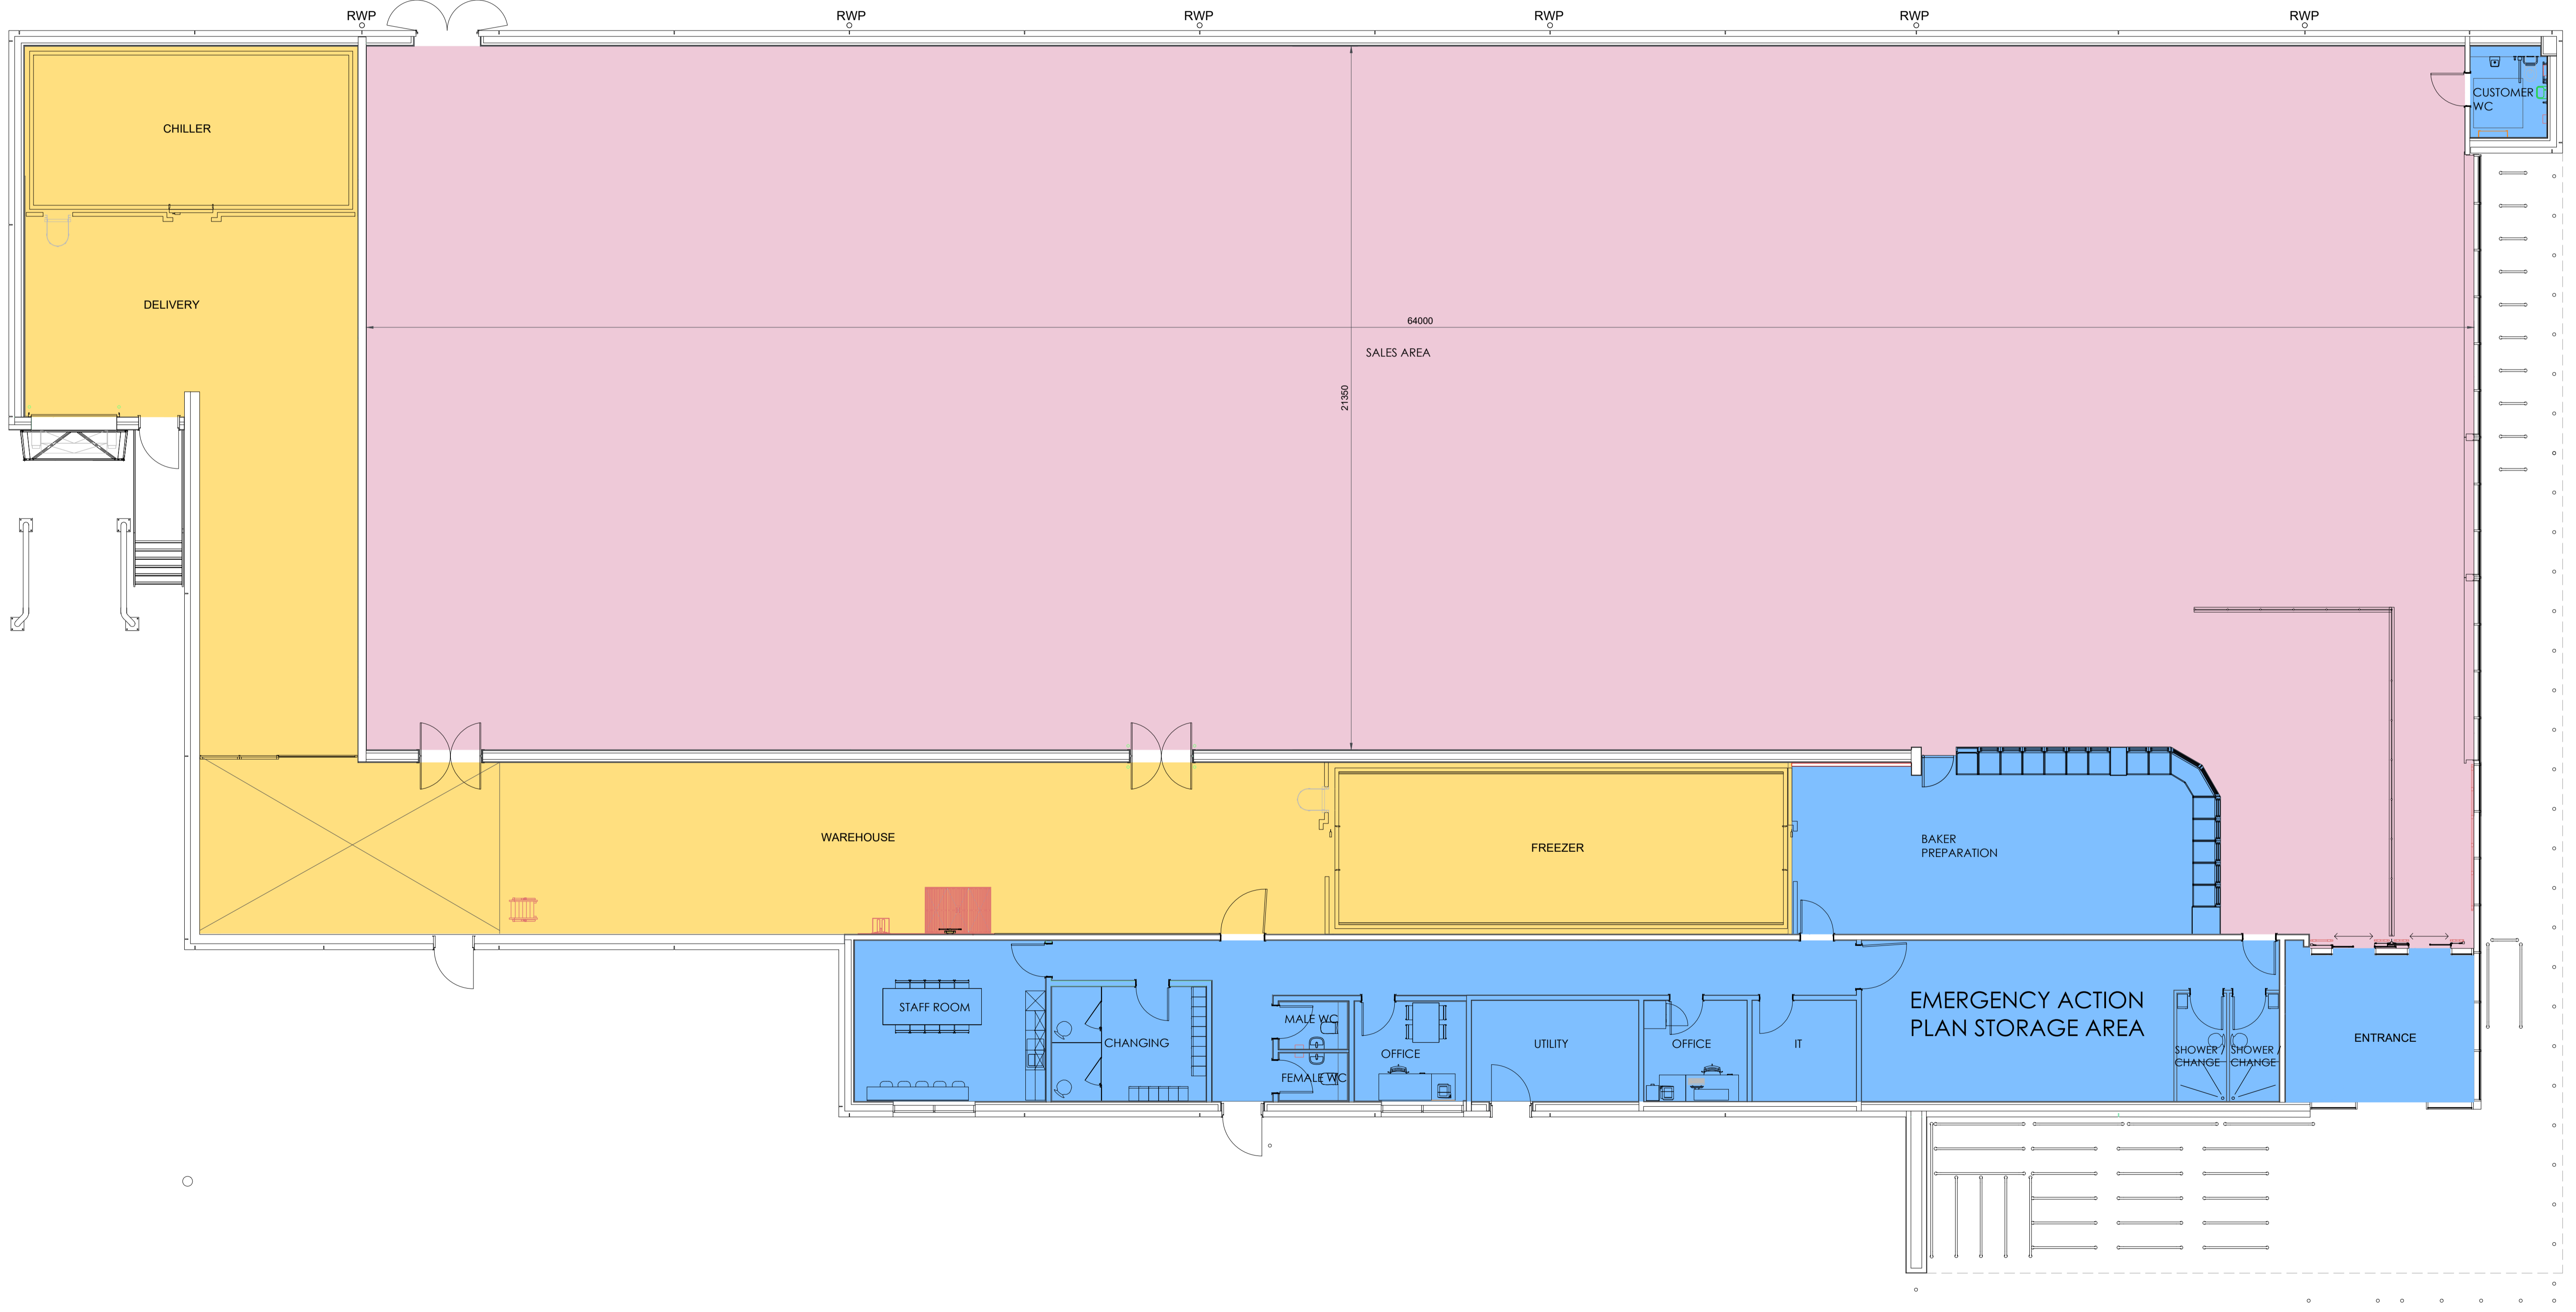 RWP
RWP
RWP
RWP
RWP
RWP
CUSTOMER
WC
CHILLER
DELIVERY
64000
SALES AREA
21350
WAREHOUSE
FREEZER
BAKER
PREPARATION
STAFF ROOM
CHANGING
MALE WC
FEMALE WC
OFFICE
UTILITY
OFFICE
IT
EMERGENCY ACTION
PLAN STORAGE AREA
SHOWER /
CHANGE
SHOWER /
CHANGE
ENTRANCE